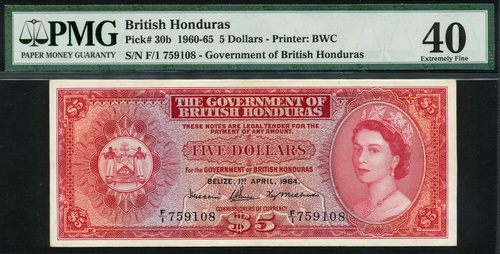 PMG
PAPER MONEY GUARANTY
British Honduras
Pick# 30b 1960-65 5 Dollars - Printer: BWC
S/N F/1 759108 - Government of British Honduras
40
Extremely Fine
$5
THE GOVERNMENT OF
BRITISH HONDURAS
$5
THESE NOTES ARE LEGAL TENDER FOR THE
PAYMENT OF ANY AMOUNT.
FIVE DOLLARS
For the GOVERNMENT OF BRITISH HONDURAS
BELIZE, 1ST APRIL, 1964.
COMMISSIONERS OF CURRENCY
F/1 759108
$5
F/1 759108